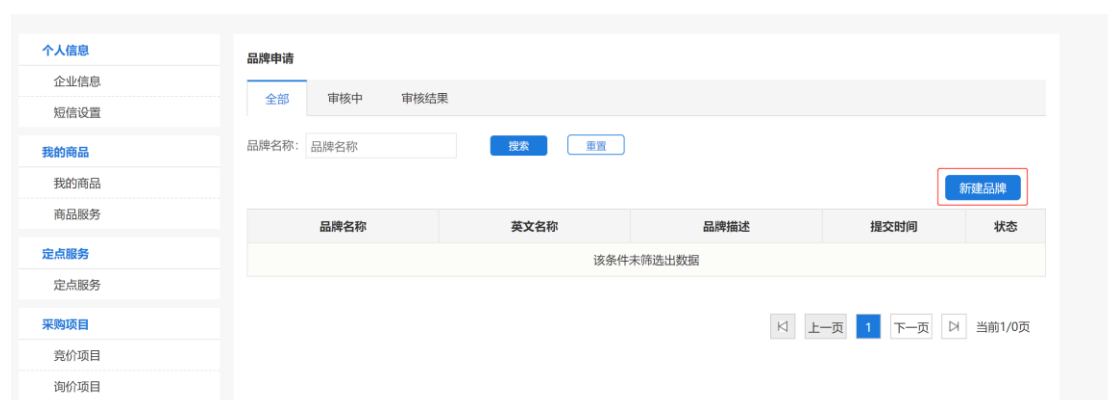 个人信息
企业信息
短信设置
我的商品
我的商品
商品服务
定点服务
定点服务
采购项目
竞价项目
询价项目
品牌申请
全部 审核中 审核结果
品牌名称: 品牌名称 搜索 重置
新建品牌
品牌名称 英文名称 品牌描述 提交时间 状态
该条件未筛选出数据
上一页 1 下一页 当前1/0页